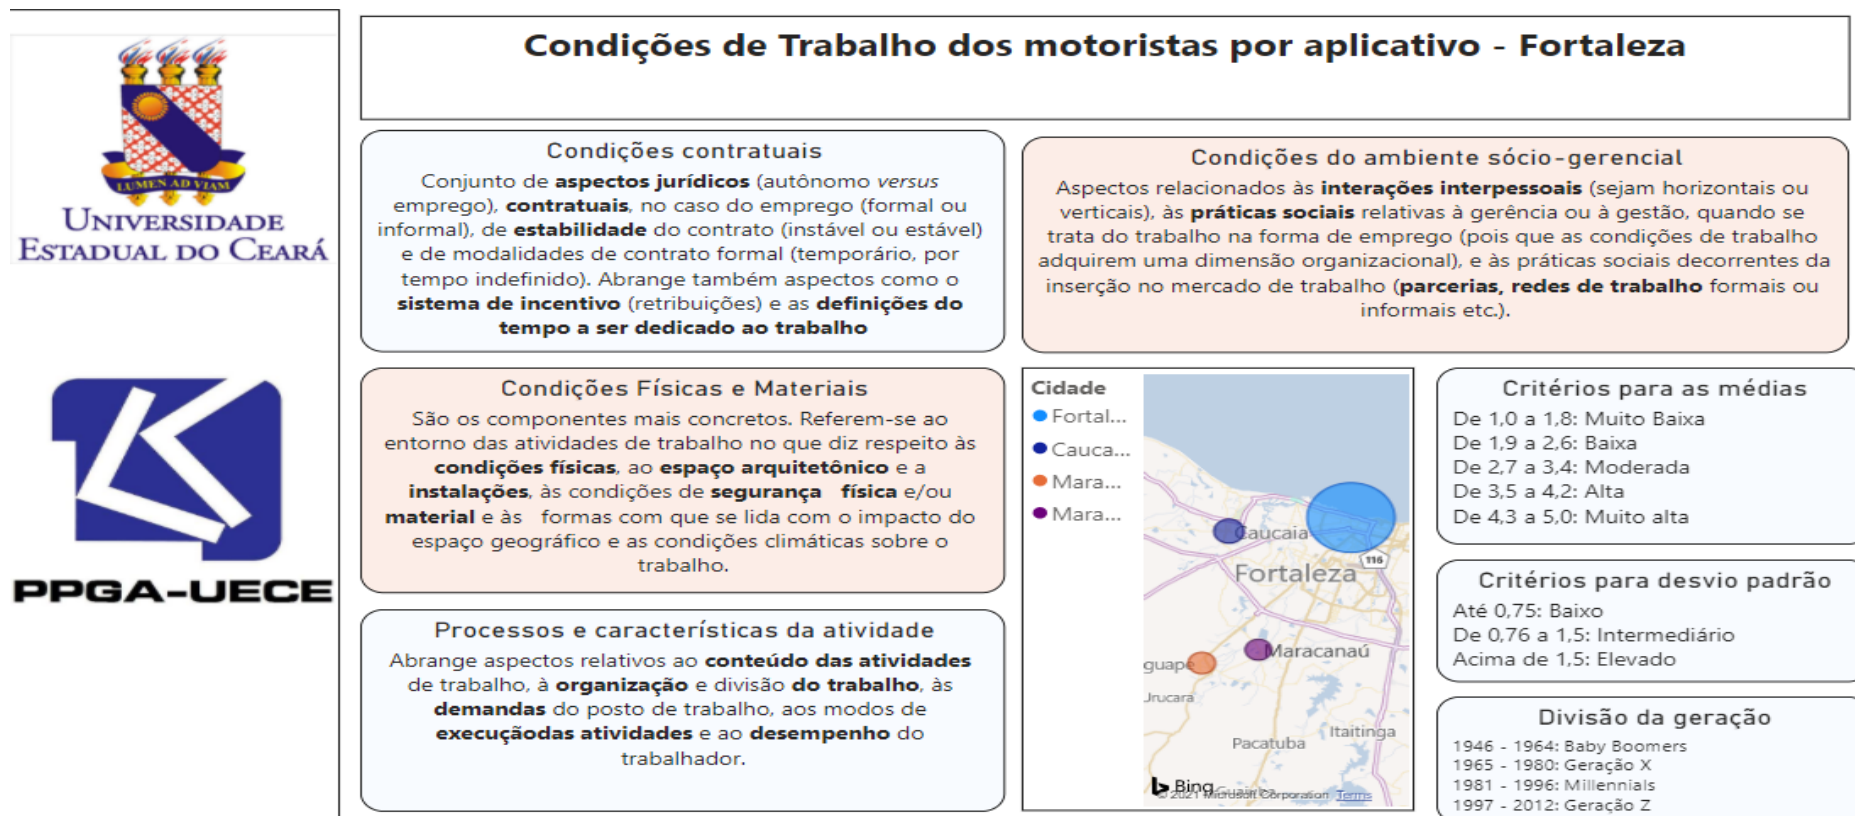 LUMEN AD VIAM
UNIVERSIDADE
ESTADUAL DO CEARÁ
PPGA-UECE
Condições de Trabalho dos motoristas por aplicativo - Fortaleza
Condições contratuais
Conjunto de aspectos jurídicos (autônomo versus
emprego), contratuais, no caso do emprego (formal ou
informal), de estabilidade do contrato (instável ou estável)
e de modalidades de contrato formal (temporário, por
tempo indefinido). Abrange também aspectos como o
sistema de incentivo (retribuições) e as definições do
tempo a ser dedicado ao trabalho
Condições do ambiente sócio-gerencial
Aspectos relacionados às interações interpessoais (sejam horizontais ou
verticais), às práticas sociais relativas à gerência ou à gestão, quando se
trata do trabalho na forma de emprego (pois que as condições de trabalho
adquirem uma dimensão organizacional), e às práticas sociais decorrentes da
inserção no mercado de trabalho (parcerias, redes de trabalho formais ou
informais etc.).
Condições Físicas e Materiais
São os componentes mais concretos. Referem-se ao
entorno das atividades de trabalho no que diz respeito às
condições físicas, ao espaço arquitetônico e a
instalações, às condições de segurança física e/ou
material e às formas com que se lida com o impacto do
espaço geográfico e as condições climáticas sobre o
trabalho.
Processos e características da atividade
Abrange aspectos relativos ao conteúdo das atividades
de trabalho, à organização e divisão do trabalho, às
demandas do posto de trabalho, aos modos de
execuçãodas atividades e ao desempenho do
trabalhador.
Cidade
Fortal...
Cauca...
Mara...
Mara...
Caucaia
116
Fortaleza
Maracanaú
guape
Urucara
Itaitinga
Pacatuba
Bing
© 2021 Microsoft Corporation Terms
Critérios para as médias
De 1,0 a 1,8: Muito Baixa
De 1,9 a 2,6: Baixa
De 2,7 a 3,4: Moderada
De 3,5 a 4,2: Alta
De 4,3 a 5,0: Muito alta
Critérios para desvio padrão
Até 0,75: Baixo
De 0,76 a 1,5: Intermediário
Acima de 1,5: Elevado
Divisão da geração
1946 - 1964: Baby Boomers
1965 - 1980: Geração X
1981 - 1996: Millennials
1997 - 2012: Geração Z